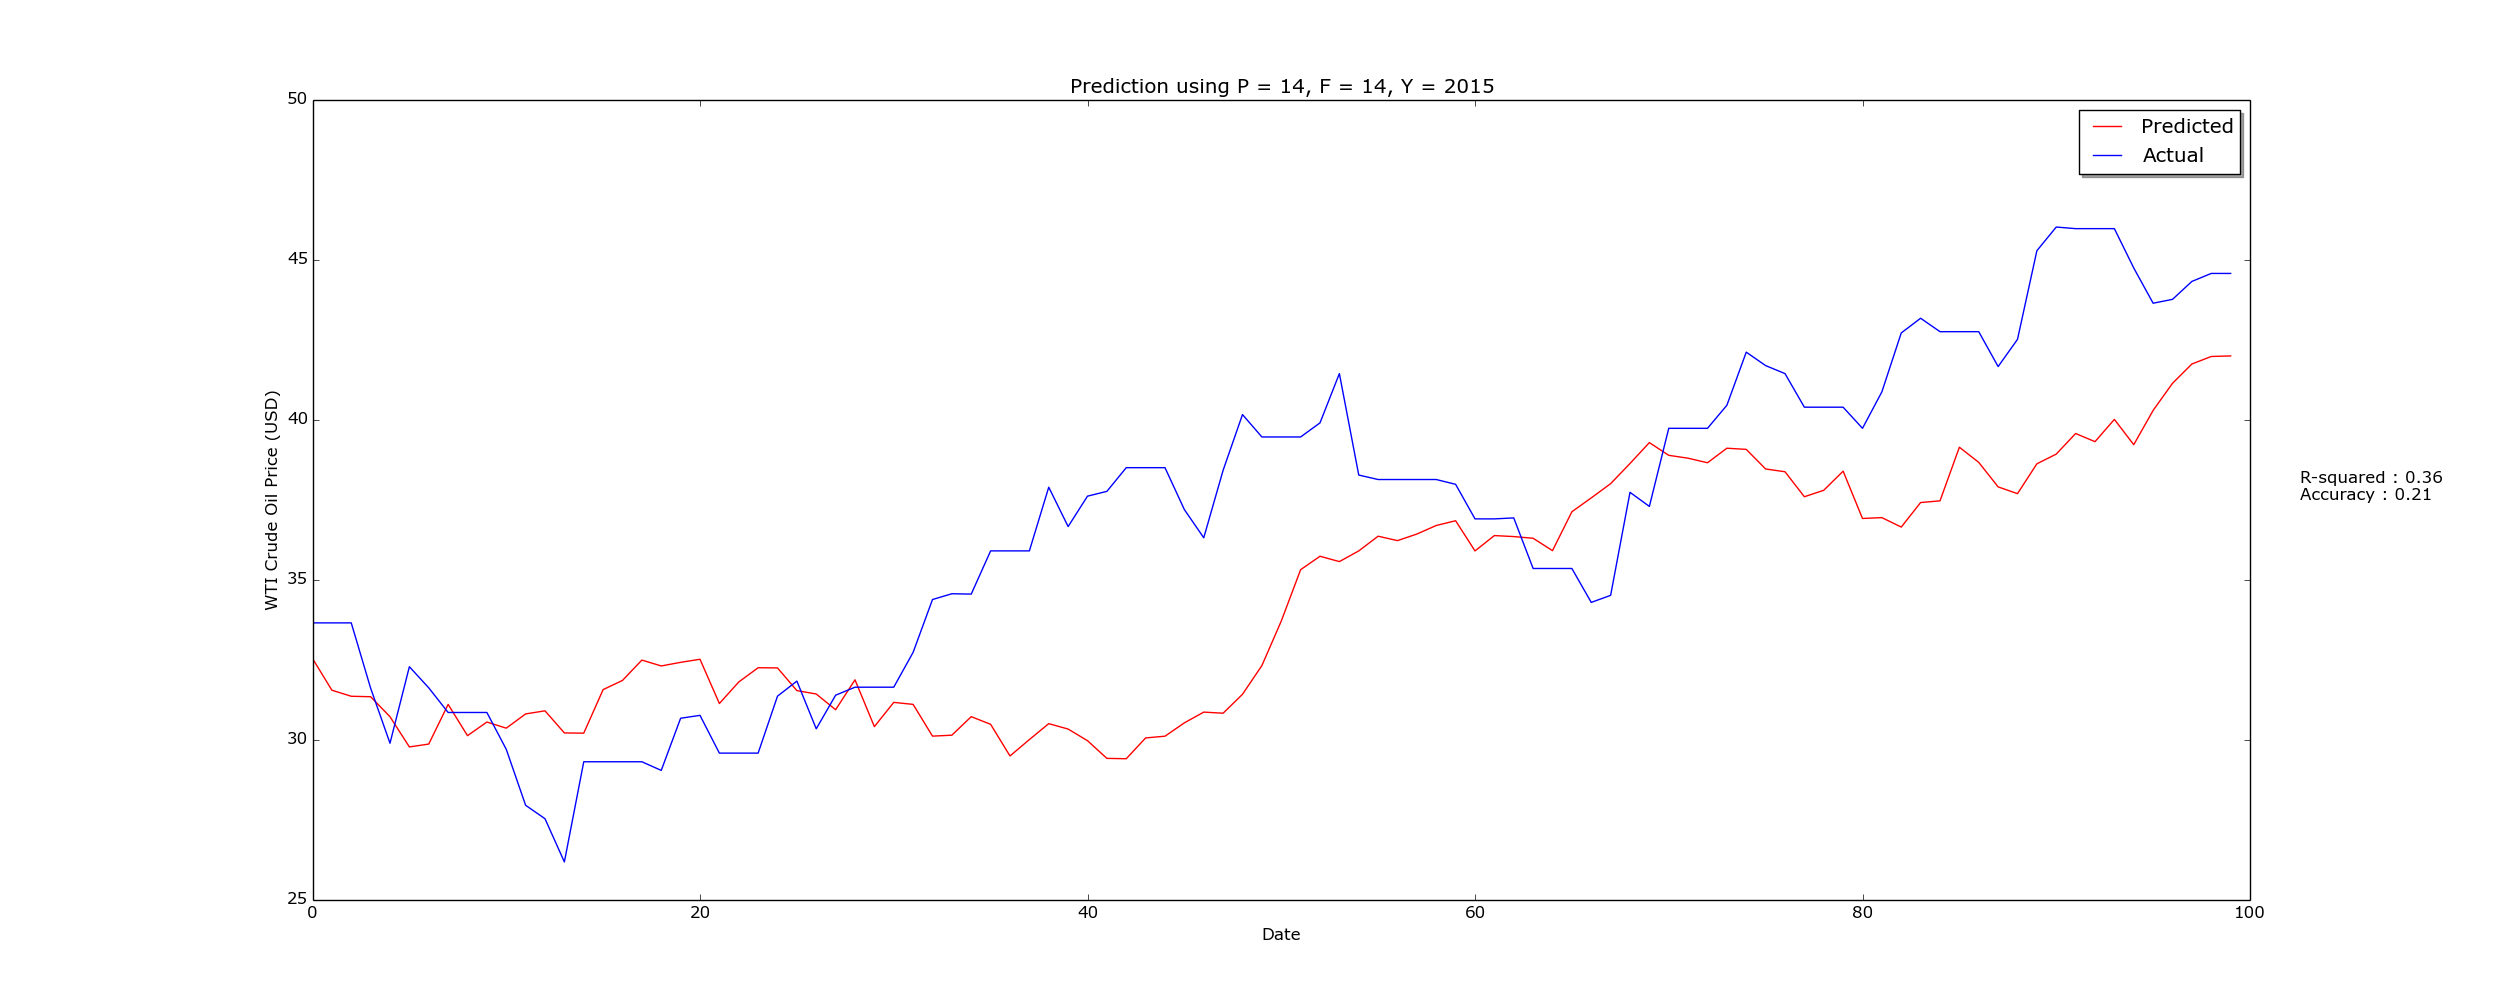 Prediction using P = 14, F = 14, Y = 2015
50
45
40
35
30
25
WTI Crude Oil Price (USD)
Predicted
Actual
R-squared : 0.36
Accuracy : 0.21
0 20 40 60 80 100
Date